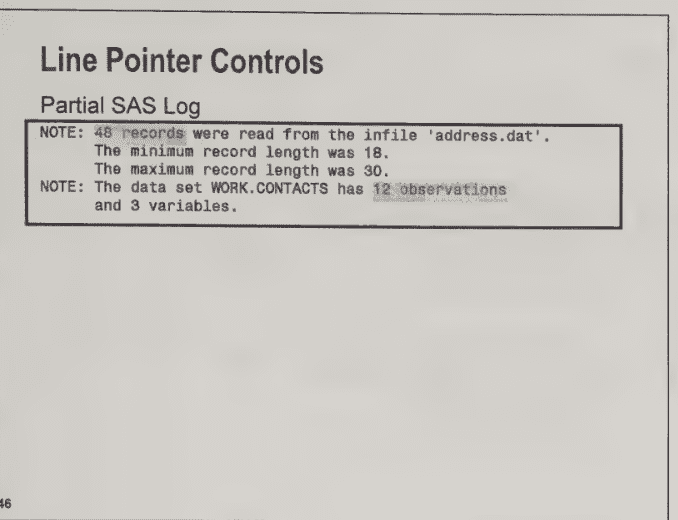 Line Pointer Controls
Partial SAS Log
NOTE: 48 records were read from the infile 'address.dat'.
The minimum record length was 18.
The maximum record length was 30.
NOTE: The data set WORK.CONTACTS has 12 observations
and 3 variables.
46